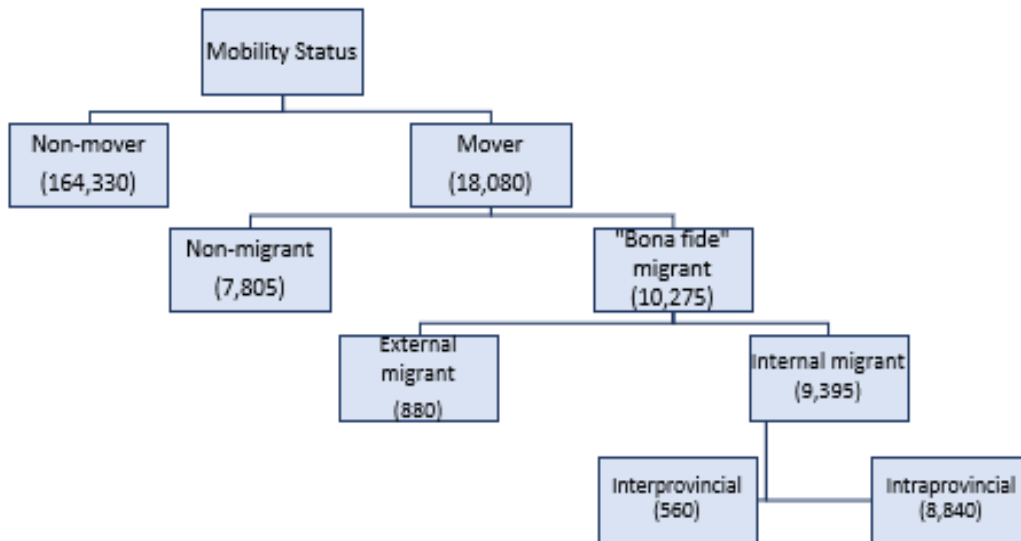 Mobility Status
Non-mover
(164,330)
Mover
(18,080)
Non-migrant
(7,805)
"Bona fide"
migrant
(10,275)
External
migrant
(880)
Internal migrant
(9,395)
Interprovincial
(560)
Intraprovincial
(8,840)